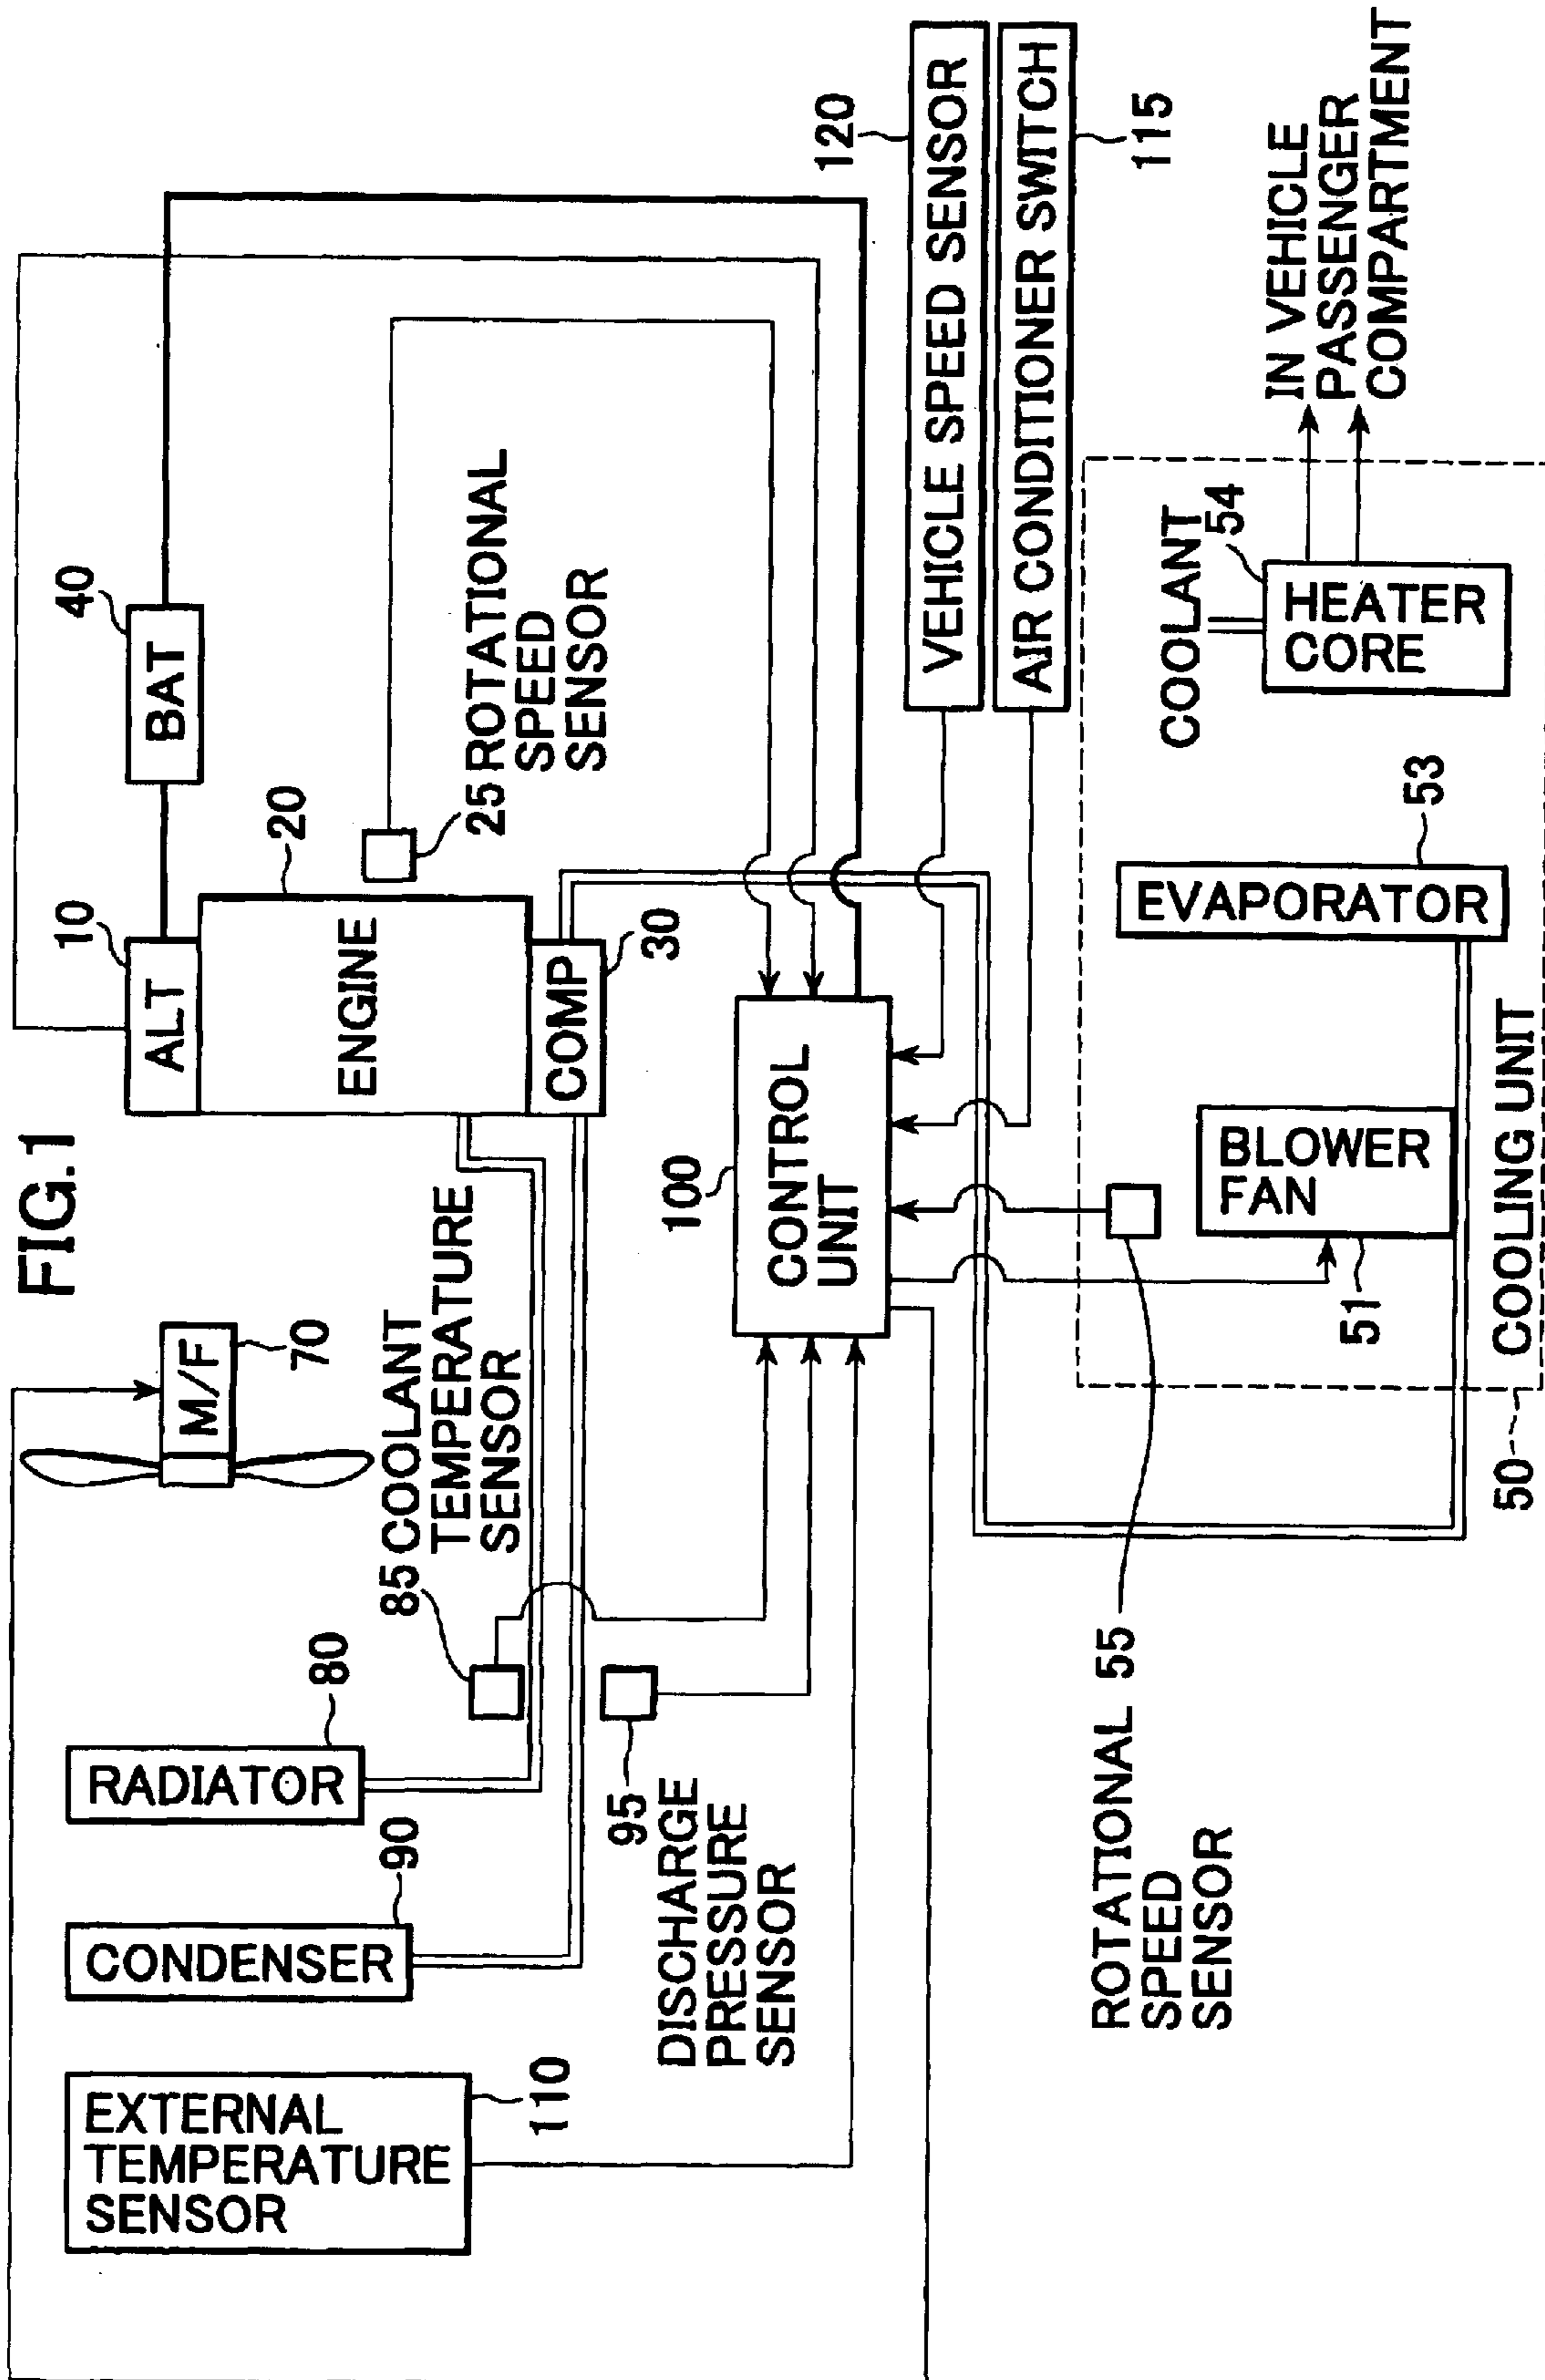 FIG.1
10
ALT
40
BAT
20
ENGINE
25 ROTATIONAL
SPEED
SENSOR
COMP
30
M/F
70
80
RADIATOR
90
CONDENSER
85 COOLANT
TEMPERATURE
SENSOR
95
DISCHARGE
PRESSURE
SENSOR
EXTERNAL
TEMPERATURE
SENSOR
110
100
CONTROL
UNIT
120
VEHICLE SPEED SENSOR
AIR CONDITIONER SWITCH
115
ROTATIONAL 55
SPEED
SENSOR
BLOWER
FAN
51
EVAPORATOR
53
COOLANT
54
HEATER
CORE
IN VEHICLE
PASSENGER
COMPARTMENT
50
COOLING UNIT